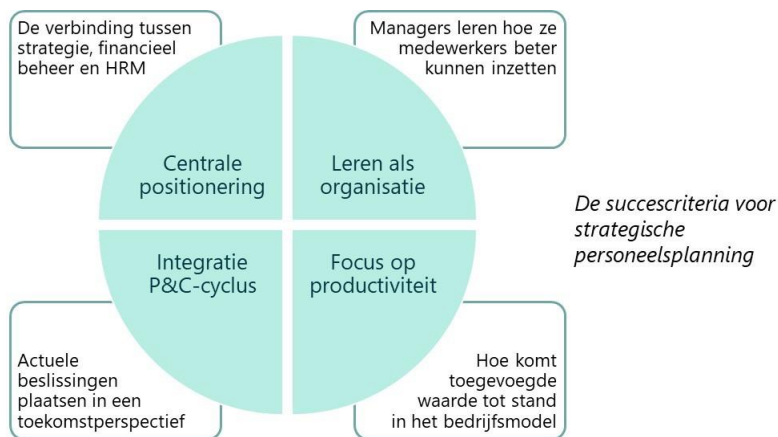 De verbinding tussen
strategie, financieel
beheer en HRM
Managers leren hoe ze
medewerkers beter
kunnen inzetten
Centrale
positionering
Leren als
organisatie
De succescriteria voor
strategische
personeelsplanning
Integratie
P&C-cyclus
Focus op
productiviteit
Actuele
beslissingen
plaatsen in een
toekomstperspectief
Hoe komt
toegevoegde
waarde tot stand
in het bedrijfsmodel